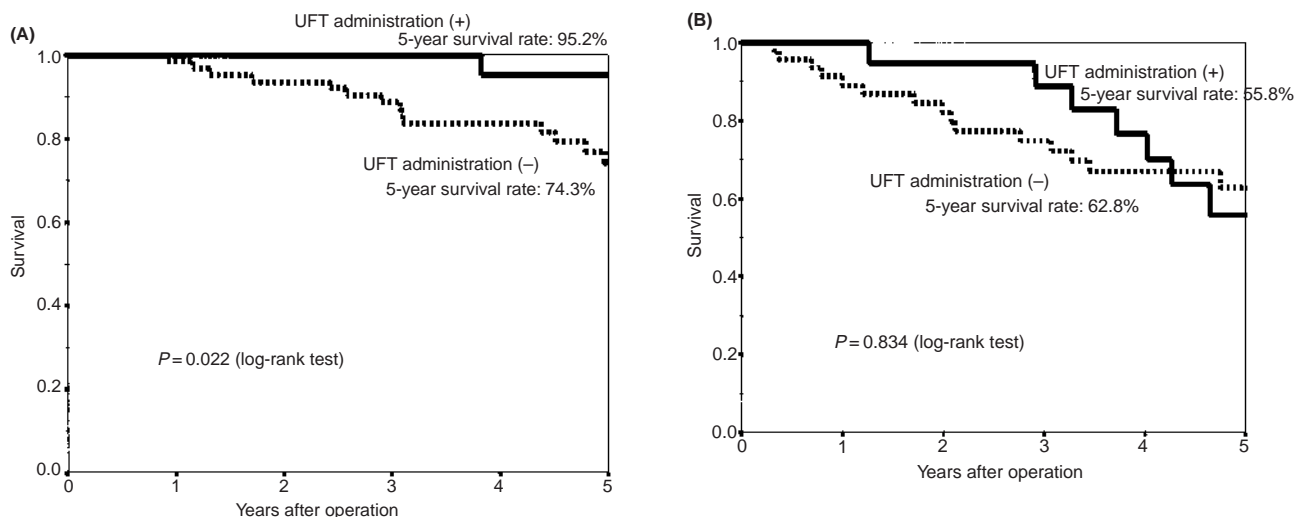 (A)
UFT administration (+)
5-year survival rate: 95.2%
1.0
0.8
UFT administration (–)
5-year survival rate: 74.3%
0.6
Survival
0.4
P = 0.022 (log-rank test)
0.2
0.0
0 1 2 3 4 5
Years after operation
(B)
1.0
UFT administration (+)
5-year survival rate: 55.8%
0.8
UFT administration (–)
5-year survival rate: 62.8%
0.6
Survival
0.4
P = 0.834 (log-rank test)
0.2
0.0
0 1 2 3 4 5
Years after operation